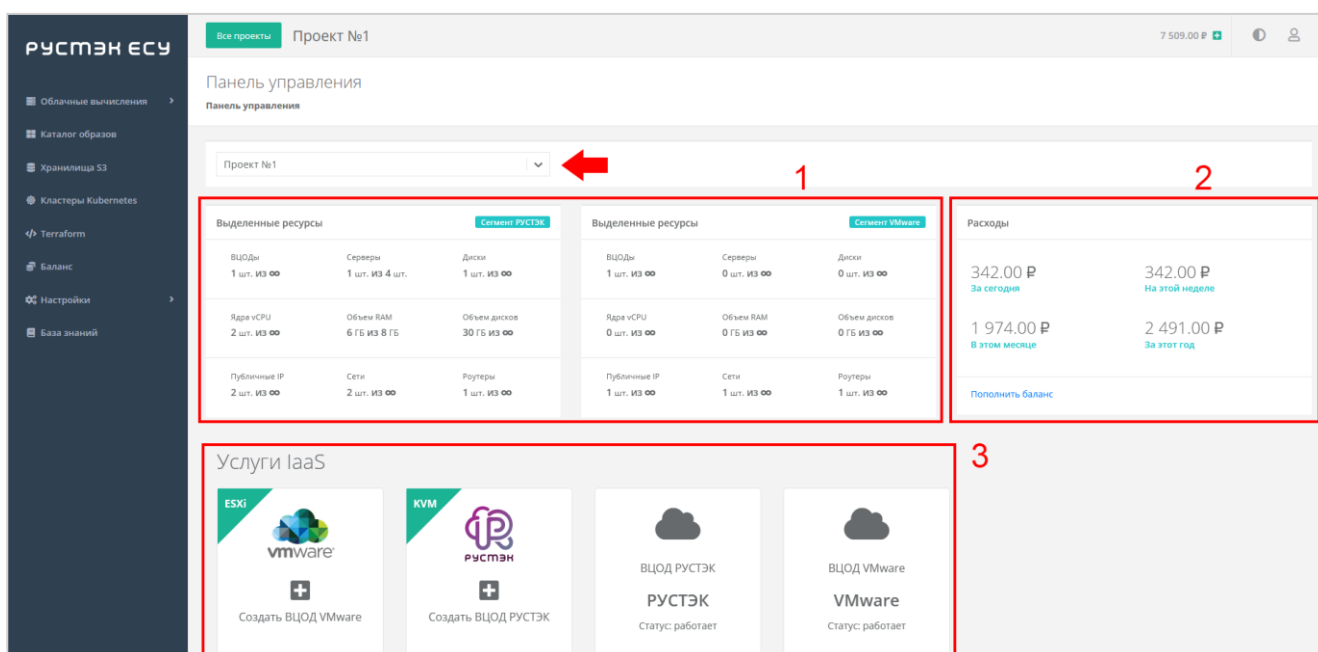 РУСТЭК ЕСУ
Все проекты Проект №1 7 509.00 ₽
Облачные вычисления
Каталог образов
Хранилища S3
Кластеры Kubernetes
Terraform
Баланс
Настройки
База знаний
Панель управления
Панель управления
Проект №1
1
2
Выделенные ресурсы Сегмент РУСТЭК
ВЦОДы Серверы Диски
1 шт. ИЗ ∞ 1 шт. ИЗ 4 шт. 1 шт. ИЗ ∞
Ядра vCPU Объем RAM Объем дисков
2 шт. ИЗ ∞ 6 ГБ ИЗ 8 ГБ 30 ГБ ИЗ ∞
Публичные IP Сети Роутеры
2 шт. ИЗ ∞ 2 шт. ИЗ ∞ 1 шт. ИЗ ∞
Выделенные ресурсы Сегмент VMware
ВЦОДы Серверы Диски
1 шт. ИЗ ∞ 0 шт. ИЗ ∞ 0 шт. ИЗ ∞
Ядра vCPU Объем RAM Объем дисков
0 шт. ИЗ ∞ 0 ГБ ИЗ ∞ 0 ГБ ИЗ ∞
Публичные IP Сети Роутеры
1 шт. ИЗ ∞ 1 шт. ИЗ ∞ 1 шт. ИЗ ∞
Расходы
342.00 ₽ 342.00 ₽
За сегодня На этой неделе
1 974.00 ₽ 2 491.00 ₽
В этом месяце За этот год
Пополнить баланс
3
Услуги IaaS
ESXi
vmware
Создать ВЦОД VMware
KVM
РУСТЭК
Создать ВЦОД РУСТЭК
ВЦОД РУСТЭК
РУСТЭК
Статус: работает
ВЦОД VMware
VMware
Статус: работает